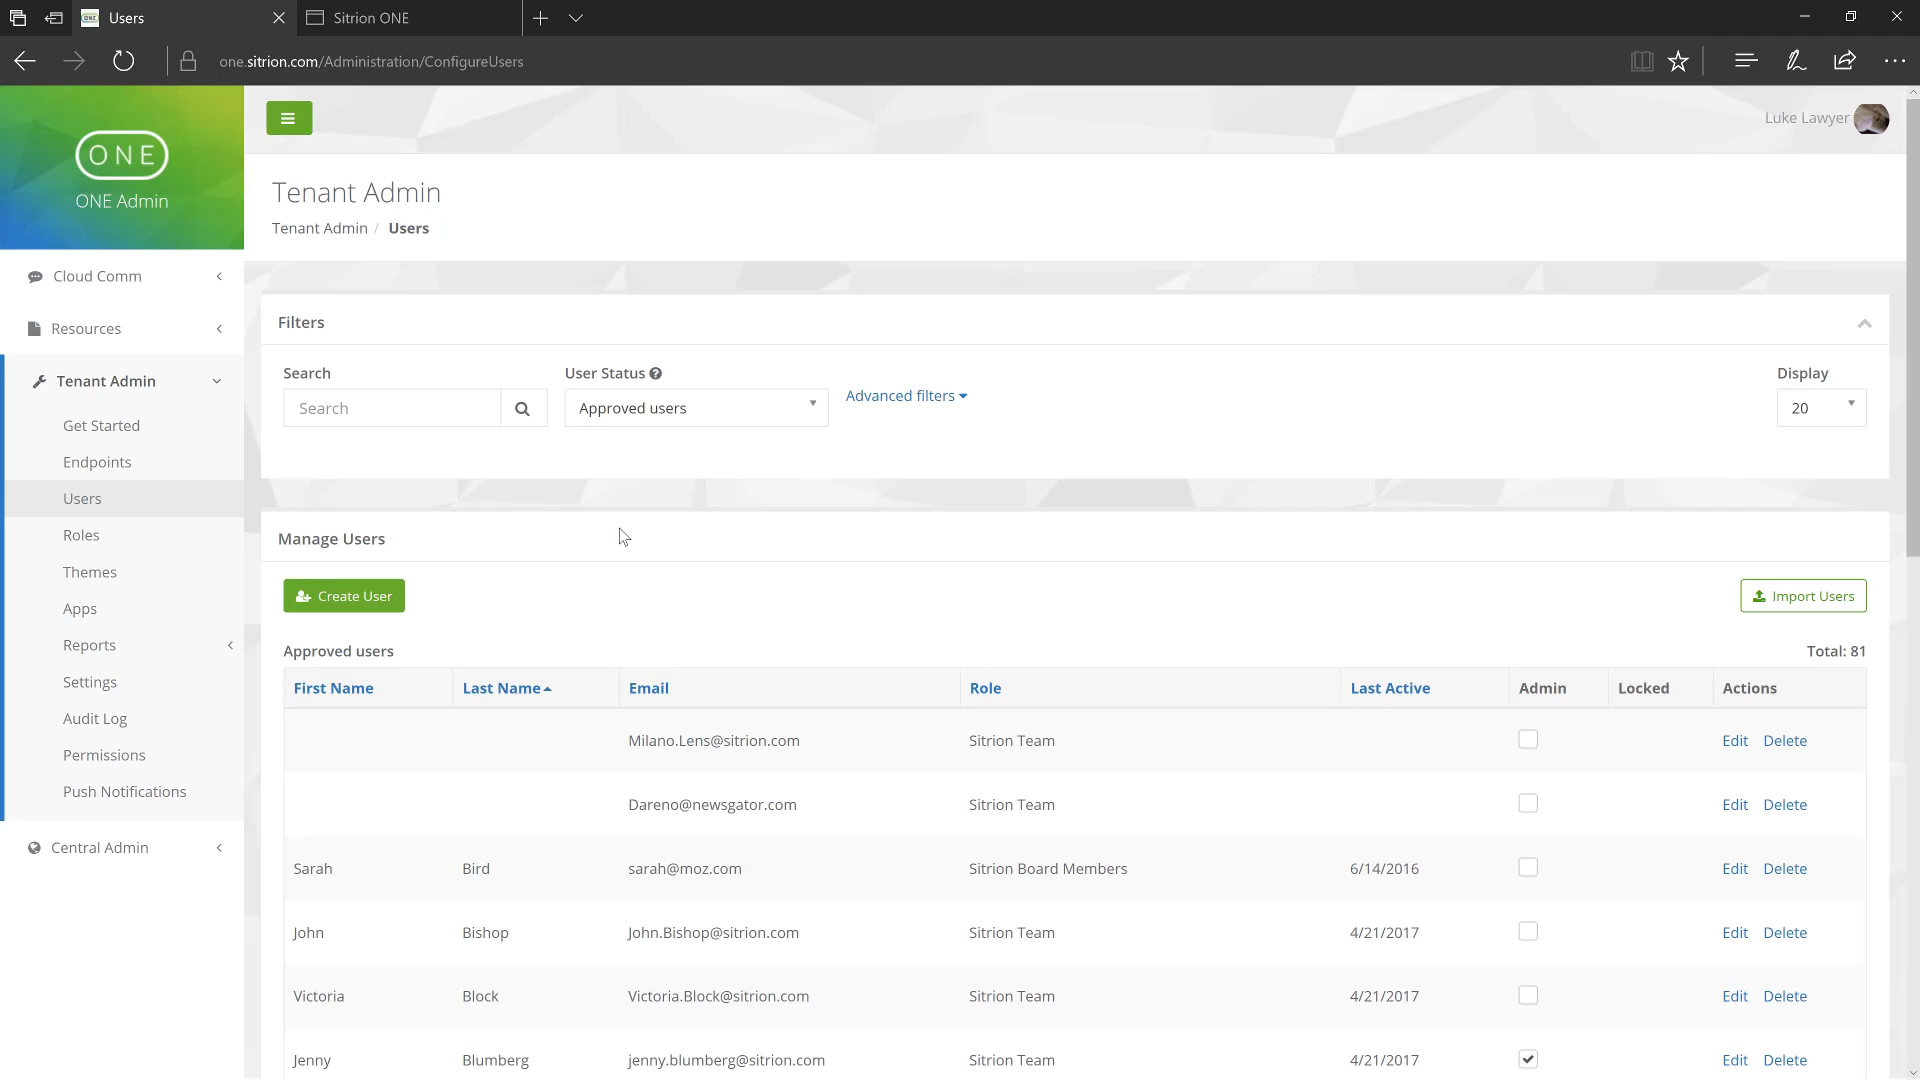 Users
Sitrion ONE
one.sitrion.com/Administration/ConfigureUsers
ONE
ONE Admin
Luke Lawyer
Tenant Admin
Tenant Admin / Users
Cloud Comm
Resources
Tenant Admin
Get Started
Endpoints
Users
Roles
Themes
Apps
Reports
Settings
Audit Log
Permissions
Push Notifications
Central Admin
Filters
Search
User Status
Display
Search
Approved users
Advanced filters
20
Manage Users
Create User
Import Users
Approved users
Total: 81
First Name Last Name Email Role Last Active Admin Locked Actions
Milano.Lens@sitrion.com Sitrion Team Edit Delete
Dareno@newsgator.com Sitrion Team Edit Delete
Sarah Bird sarah@moz.com Sitrion Board Members 6/14/2016 Edit Delete
John Bishop John.Bishop@sitrion.com Sitrion Team 4/21/2017 Edit Delete
Victoria Block Victoria.Block@sitrion.com Sitrion Team 4/21/2017 Edit Delete
Jenny Blumberg jenny.blumberg@sitrion.com Sitrion Team 4/21/2017 Edit Delete